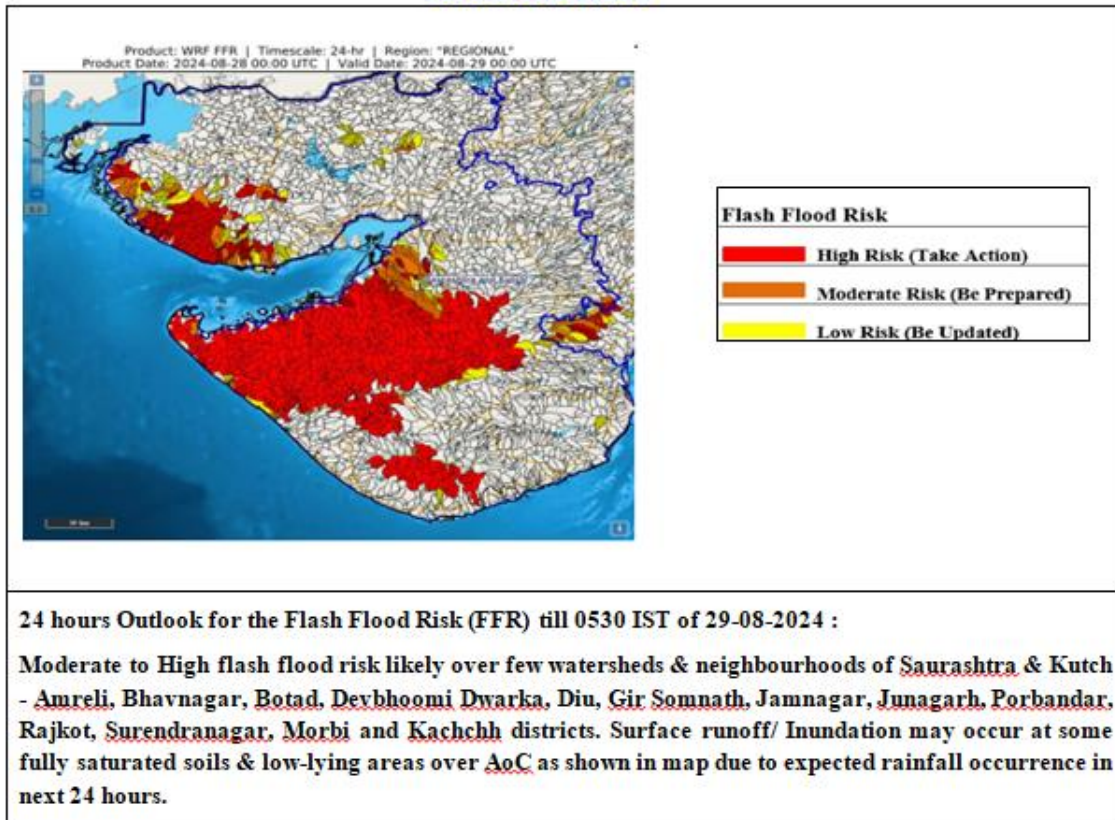 Product: WRF FFR | Timescale: 24-hr | Region: "REGIONAL"
Product Date: 2024-08-28 00:00 UTC | Valid Date: 2024-08-29 00:00 UTC
Flash Flood Risk
High Risk (Take Action)
Moderate Risk (Be Prepared)
Low Risk (Be Updated)
24 hours Outlook for the Flash Flood Risk (FFR) till 0530 IST of 29-08-2024 :
Moderate to High flash flood risk likely over few watersheds & neighbourhoods of Saurashtra & Kutch
- Amreli, Bhavnagar, Botad, Devbhoomi Dwarka, Diu, Gir Somnath, Jamnagar, Junagarh, Porbandar,
Rajkot, Surendranagar, Morbi and Kachchh districts. Surface runoff/ Inundation may occur at some
fully saturated soils & low-lying areas over AoC as shown in map due to expected rainfall occurrence in
next 24 hours.